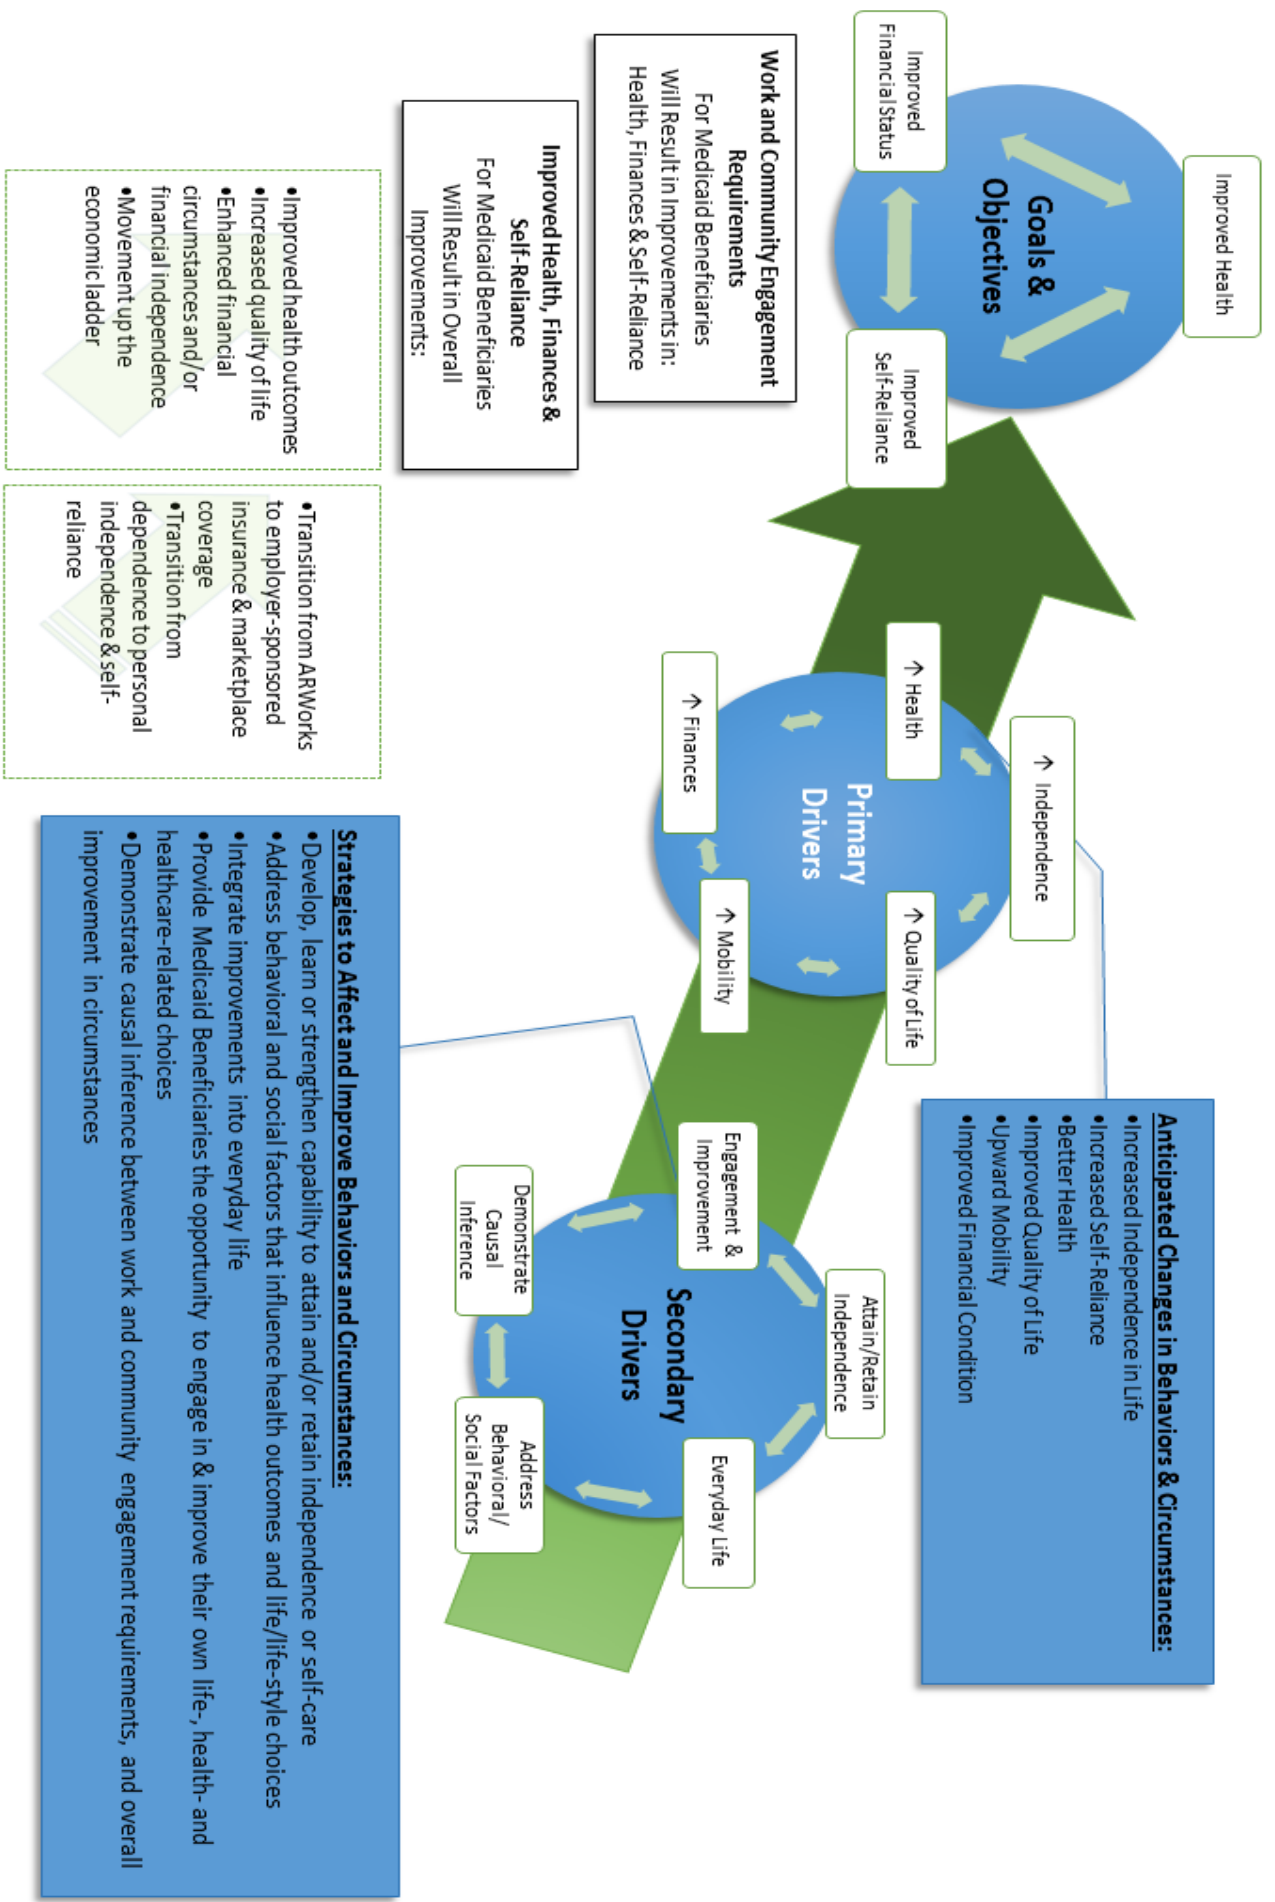 Improved Health
Goals &
Objectives
Improved
Financial Status
Improved
Self-Reliance
Work and Community Engagement
Requirements
For Medicaid Beneficiaries
Will Result in Improvements in:
Health, Finances & Self-Reliance
Improved Health, Finances &
Self-Reliance
For Medicaid Beneficiaries
Will Result in Overall
Improvements:
•Improved health outcomes
•Increased quality of life
•Enhanced financial
circumstances and/or
financial independence
•Movement up the
economic ladder
•Transition from ARWorks
to employer-sponsored
insurance & marketplace
coverage
•Transition from
dependence to personal
independence & self-
reliance
↑ Independence
↑ Health
↑ Quality of Life
Primary
Drivers
↑ Finances
↑ Mobility
Anticipated Changes in Behaviors & Circumstances:
•Increased Independence in Life
•Increased Self-Reliance
•Better Health
•Improved Quality of Life
•Upward Mobility
•Improved Financial Condition
Attain/Retain
Independence
Engagement &
Improvement
Everyday Life
Secondary
Drivers
Demonstrate
Causal
Inference
Address
Behavioral/
Social Factors
Strategies to Affect and Improve Behaviors and Circumstances:
•Develop, learn or strengthen capability to attain and/or retain independence or self-care
•Address behavioral and social factors that influence health outcomes and life/life-style choices
•Integrate improvements into everyday life
•Provide Medicaid Beneficiaries the opportunity to engage in & improve their own life-, health- and
healthcare-related choices
•Demonstrate causal inference between work and community engagement requirements, and overall
improvement in circumstances